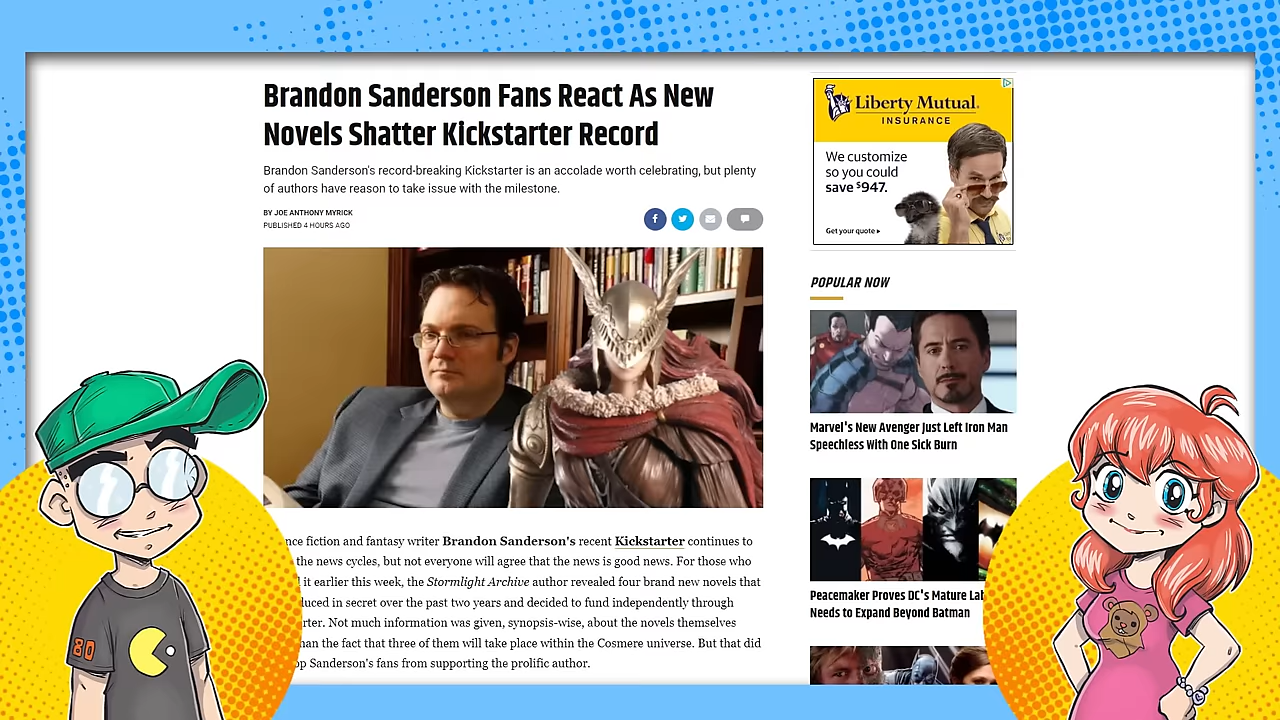 Brandon Sanderson Fans React As New
Novels Shatter Kickstarter Record
Brandon Sanderson's record-breaking Kickstarter is an accolade worth celebrating, but plenty
of authors have reason to take issue with the milestone.
BY JOE ANTHONY MYRICK
PUBLISHED 4 HOURS AGO
fiction and fantasy writer Brandon Sanderson's recent Kickstarter continues to
the news cycles, but not everyone will agree that the news is good news. For those who
it earlier this week, the Stormlight Archive author revealed four brand new novels that
in secret over the past two years and decided to fund independently through
Not much information was given, synopsis-wise, about the novels themselves
than the fact that three of them will take place within the Cosmere universe. But that did
Sanderson's fans from supporting the prolific author.
Liberty Mutual.
INSURANCE
We customize
so you could
save $947.
Get your quote
POPULAR NOW
Marvel's New Avenger Just Left Iron Man
Speechless With One Sick Burn
Peacemaker Proves DC's Mature
Needs to Expand Beyond Batman
80